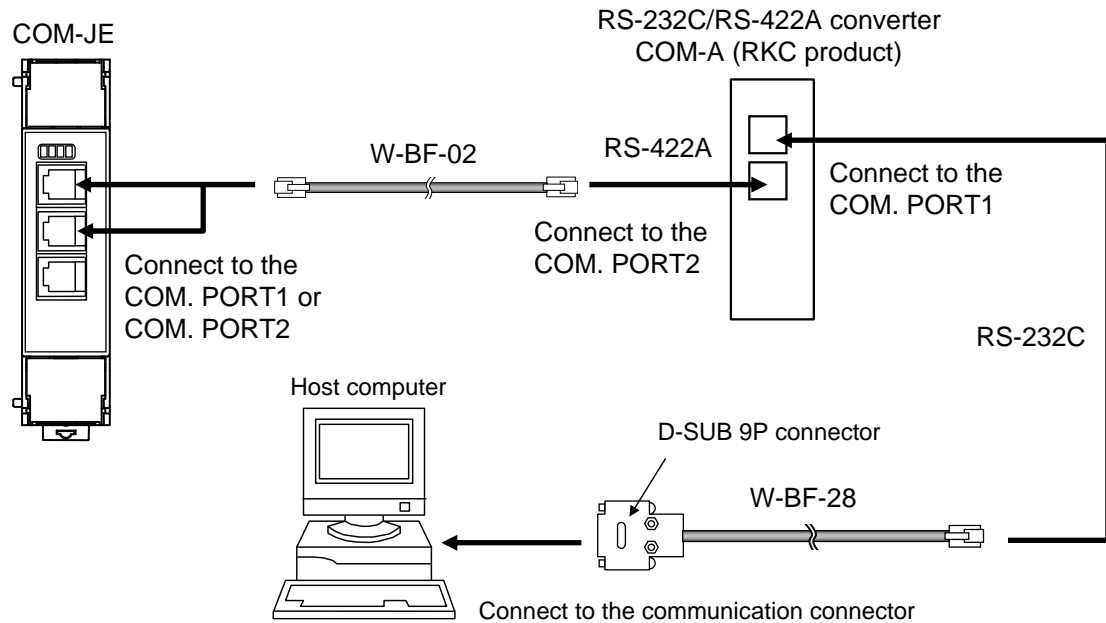 COM-JE
RS-232C/RS-422A converter
COM-A (RKC product)
W-BF-02
RS-422A
Connect to the
COM. PORT1
Connect to the
COM. PORT2
Connect to the
COM. PORT1 or
COM. PORT2
RS-232C
Host computer
D-SUB 9P connector
W-BF-28
Connect to the communication connector